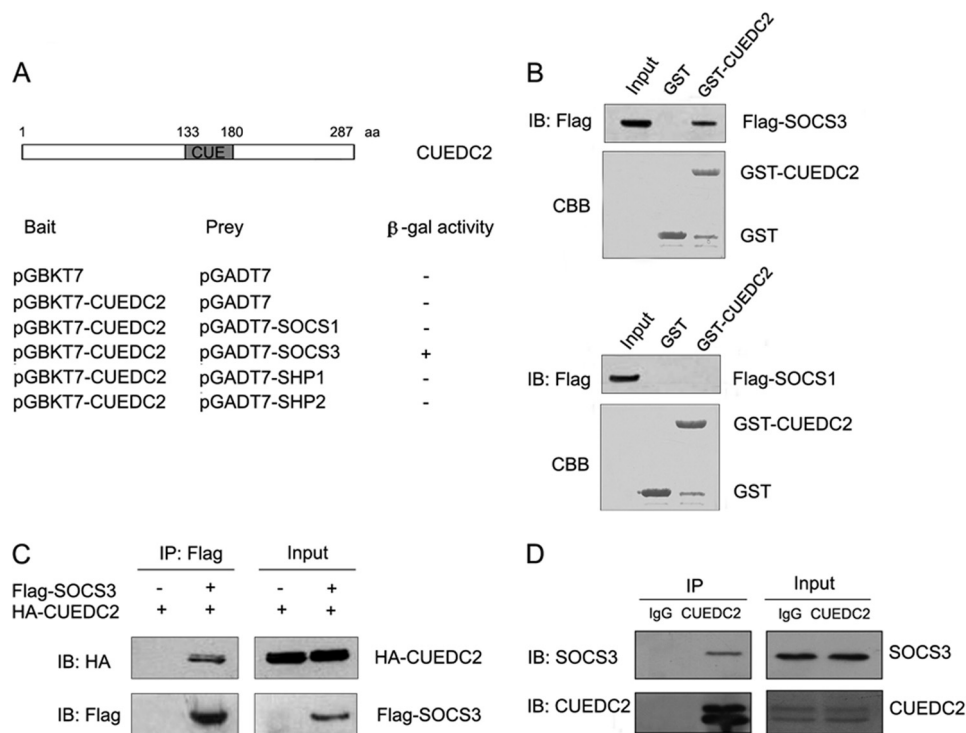 A
1 133 180 287 aa
CUE CUEDC2
Bait Prey β-gal activity
pGBKT7 pGADT7 -
pGBKT7-CUEDC2 pGADT7 -
pGBKT7-CUEDC2 pGADT7-SOCS1 -
pGBKT7-CUEDC2 pGADT7-SOCS3 +
pGBKT7-CUEDC2 pGADT7-SHP1 -
pGBKT7-CUEDC2 pGADT7-SHP2 -
B
Input GST GST-CUEDC2
IB: Flag Flag-SOCS3
GST-CUEDC2
CBB
GST
Input GST GST-CUEDC2
IB: Flag Flag-SOCS1
GST-CUEDC2
CBB
GST
C
IP: Flag Input
Flag-SOCS3 - + - +
HA-CUEDC2 + + + +
IB: HA HA-CUEDC2
IB: Flag Flag-SOCS3
D
IP Input
IgG CUEDC2 IgG CUEDC2
IB: SOCS3 SOCS3
IB: CUEDC2 CUEDC2